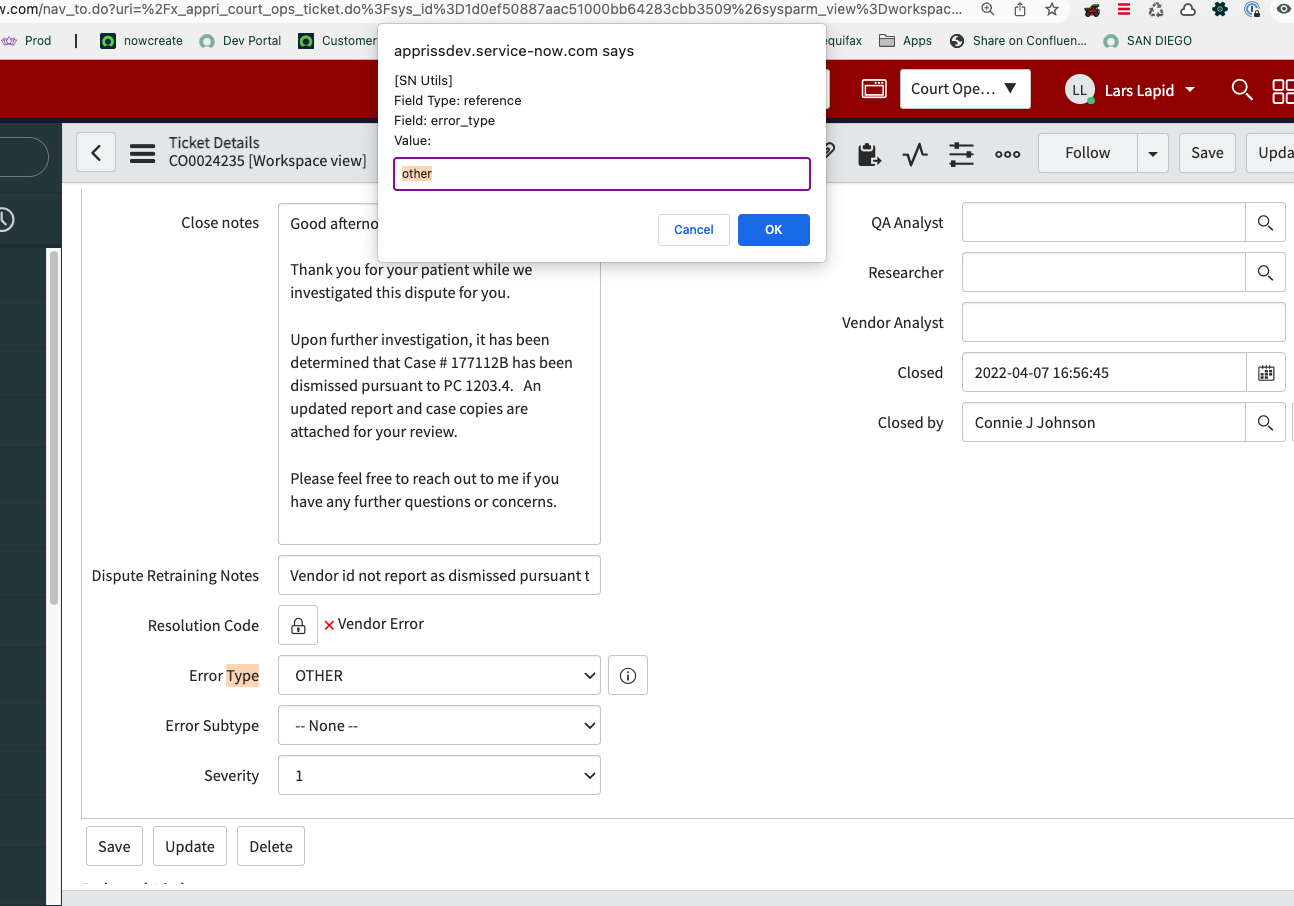 w.com/nav_to.do?uri=%2Fx_appri_court_ops_ticket.do%3Fsys_id%3D1d0ef50887aac51000bb64283cbb3509%26sysparm_view%3Dworkspac...
Prod | nowcreate Dev Portal Customer equifax Apps Share on Confluen... SAN DIEGO
apprissdev.service-now.com says
[SN Utils]
Field Type: reference
Field: error_type
Value:
other
Cancel OK
Court Ope... ▼ LL Lars Lapid
Ticket Details
CO0024235 [Workspace view]
Follow Save Upda
Close notes
Good afterno
Thank you for your patient while we
investigated this dispute for you.
Upon further investigation, it has been
determined that Case # 177112B has been
dismissed pursuant to PC 1203.4. An
updated report and case copies are
attached for your review.
Please feel free to reach out to me if you
have any further questions or concerns.
QA Analyst
Researcher
Vendor Analyst
Closed 2022-04-07 16:56:45
Closed by Connie J Johnson
Dispute Retraining Notes Vendor id not report as dismissed pursuant t
Resolution Code Vendor Error
Error Type OTHER
Error Subtype -- None --
Severity 1
Save Update Delete